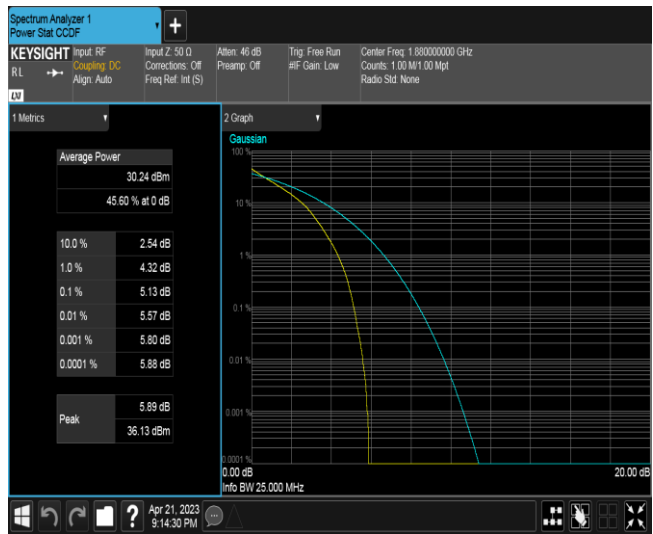 Spectrum Analyzer 1
Power Stat CCDF
+
KEYSIGHT
RL
LXI
Input: RF
Coupling: DC
Align: Auto
Input Z: 50 Ω
Corrections: Off
Freq Ref: Int (S)
Atten: 46 dB
Preamp: Off
Trig: Free Run
#IF Gain: Low
Center Freq: 1.880000000 GHz
Counts: 1.00 M/1.00 Mpt
Radio Std: None
1 Metrics
Average Power
30.24 dBm
45.60 % at 0 dB
10.0 % 2.54 dB
1.0 % 4.32 dB
0.1 % 5.13 dB
0.01 % 5.57 dB
0.001 % 5.80 dB
0.0001 % 5.88 dB
Peak
5.89 dB
36.13 dBm
2 Graph
Gaussian
100 %
10 %
1 %
0.1 %
0.01 %
0.001 %
0.0001 %
0.00 dB 20.00 dB
Info BW 25.000 MHz
?
Apr 21, 2023
9:14:30 PM